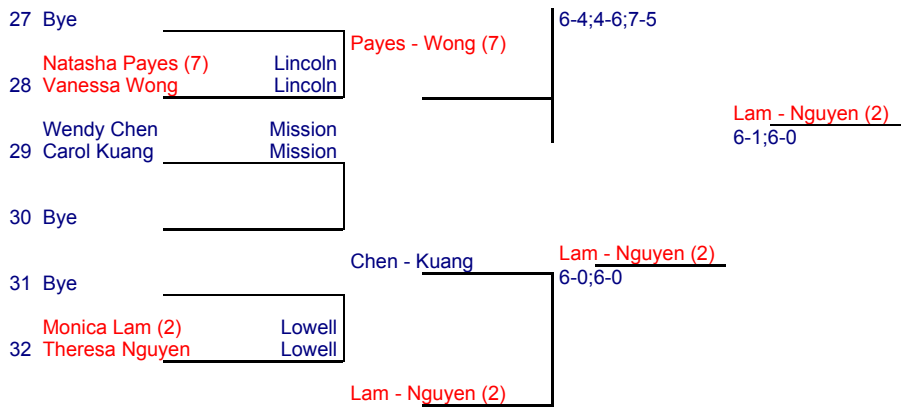 27 Bye
6-4;4-6;7-5
Payes - Wong (7)
Natasha Payes (7) Lincoln
28 Vanessa Wong Lincoln
Lam - Nguyen (2)
Wendy Chen Mission
6-1;6-0
29 Carol Kuang Mission
30 Bye
Chen - Kuang
Lam - Nguyen (2)
31 Bye
6-0;6-0
Monica Lam (2) Lowell
32 Theresa Nguyen Lowell
Lam - Nguyen (2)